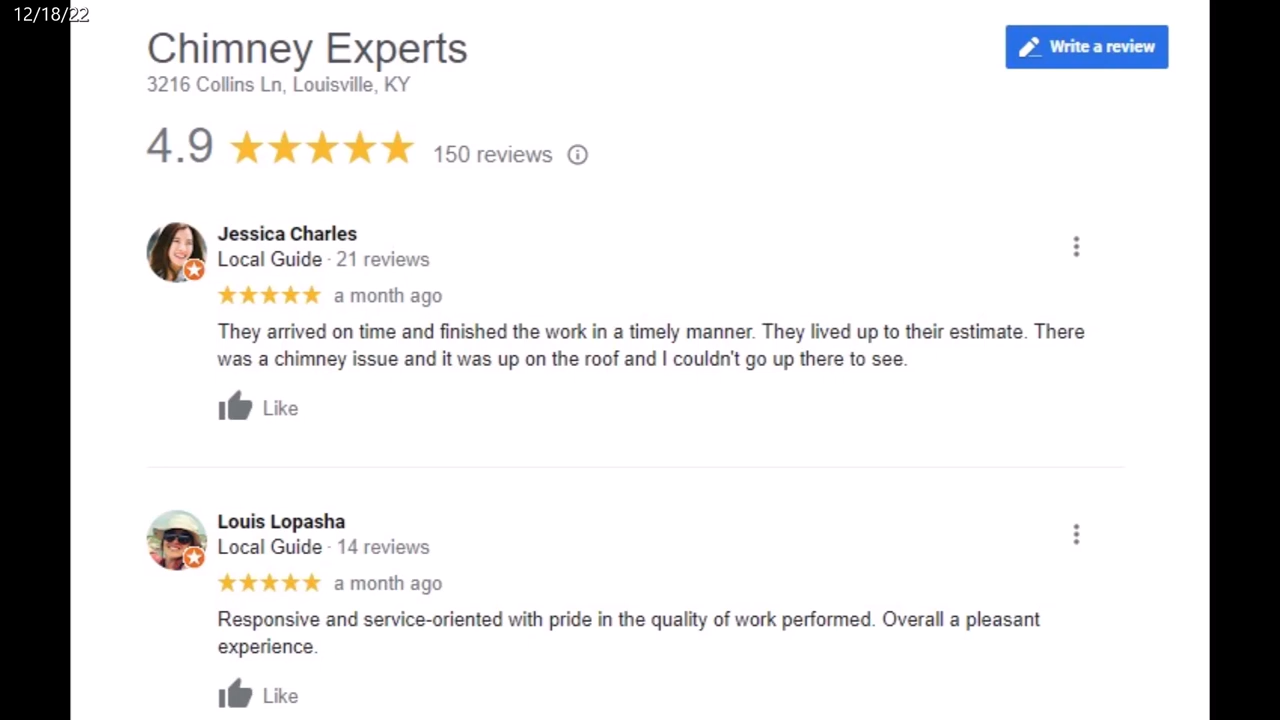 12/18/22
Chimney Experts
Write a review
3216 Collins Ln, Louisville, KY
4.9
150 reviews
Jessica Charles
Local Guide · 21 reviews
a month ago
They arrived on time and finished the work in a timely manner. They lived up to their estimate. There
was a chimney issue and it was up on the roof and I couldn't go up there to see.
Like
Louis Lopasha
Local Guide · 14 reviews
a month ago
Responsive and service-oriented with pride in the quality of work performed. Overall a pleasant
experience.
Like